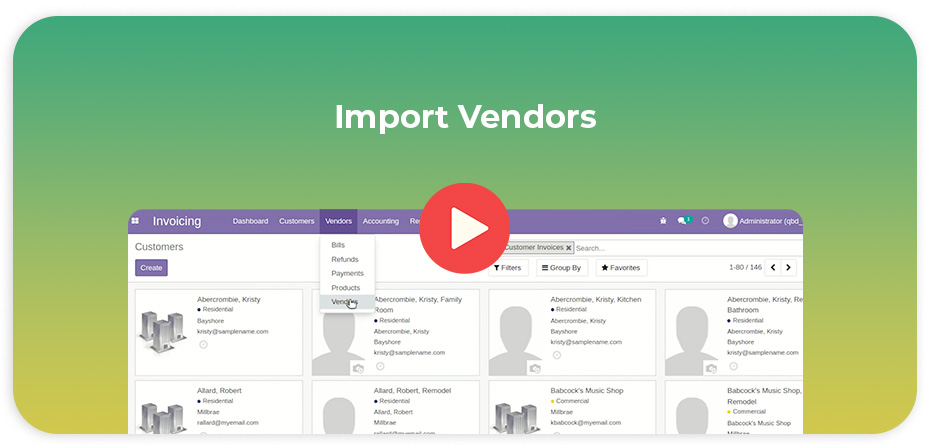 Import Vendors
Invoicing
Dashboard
Customers
Vendors
Accounting
1
Administrator (qbd_
Customers
Create
Bills
Refunds
Payments
Products
Vendors
Customer Invoices
Search...
Filters
Group By
Favorites
1-80 / 146
Abercrombie, Kristy
Residential
Bayshore
kristy@samplename.com
Abercrombie, Kristy, Family
Room
Residential
Abercrombie, Kristy
Bayshore
kristy@samplename.com
Abercrombie, Kristy, Kitchen
Residential
Abercrombie, Kristy
Bayshore
kristy@samplename.com
Abercrombie, Kristy, Re
Bathroom
Residential
Abercrombie, Kristy
Bayshore
kristy@samplename.com
Allard, Robert
Residential
Millbrae
rallard@myemail.com
Allard, Robert, Remodel
Residential
Allard, Robert
Millbrae
rallard@myemail.com
Babcock's Music Shop
Commercial
Millbrae
kbabcock@myemail.com
Babcock's Music Shop,
Remodel
Commercial
Babcock's Music Shop
Millbrae